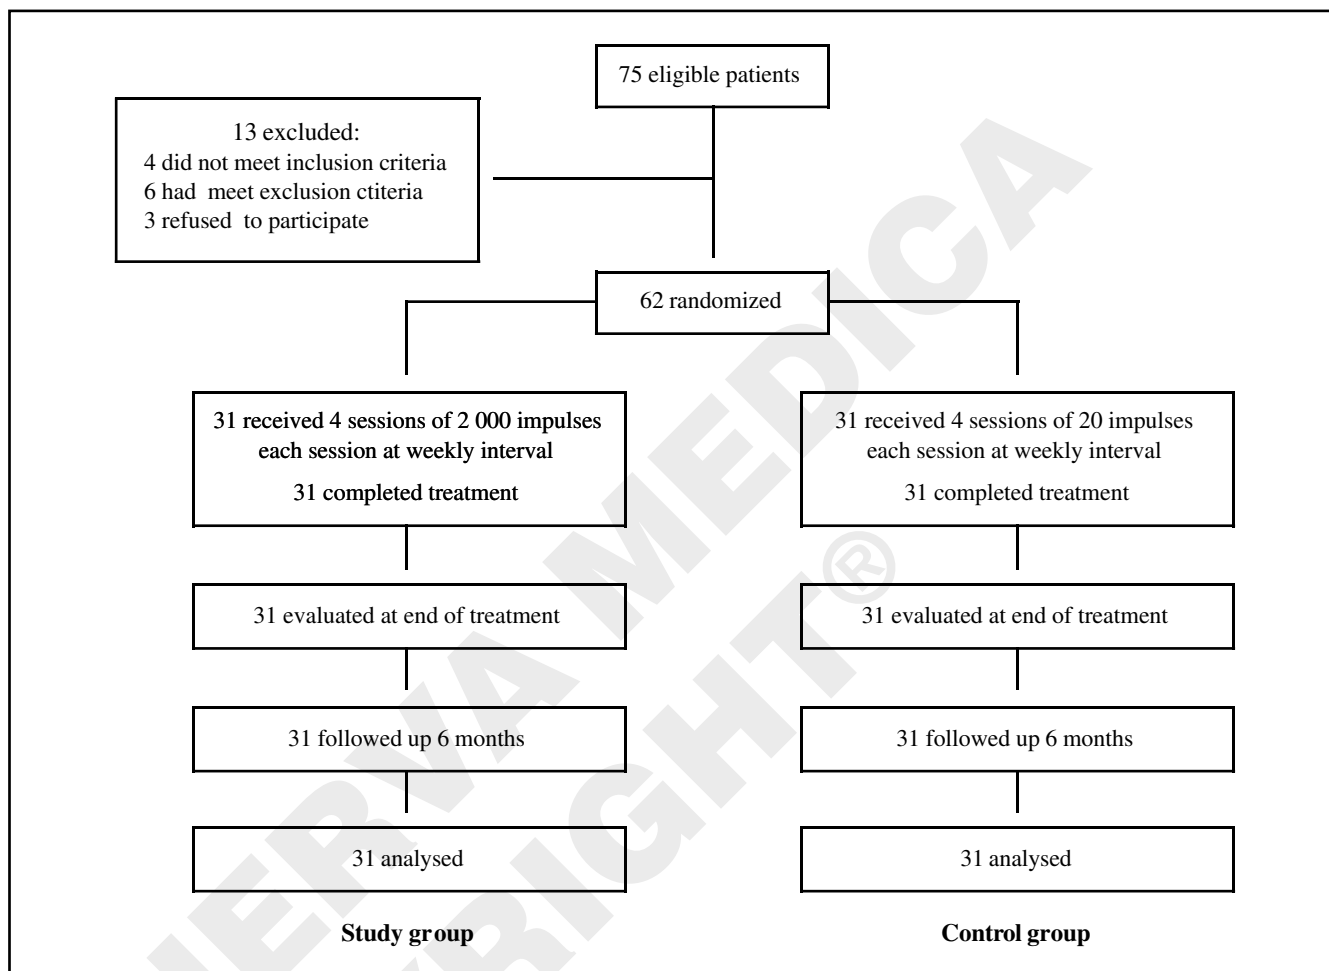 75 eligible patients
13 excluded:
4 did not meet inclusion criteria
6 had meet exclusion ctiteria
3 refused to participate
62 randomized
31 received 4 sessions of 2 000 impulses
each session at weekly interval
31 completed treatment
31 received 4 sessions of 20 impulses
each session at weekly interval
31 completed treatment
31 evaluated at end of treatment
31 evaluated at end of treatment
31 followed up 6 months
31 followed up 6 months
31 analysed
31 analysed
Study group
Control group
NERVA MEDICA
YRIGHT®